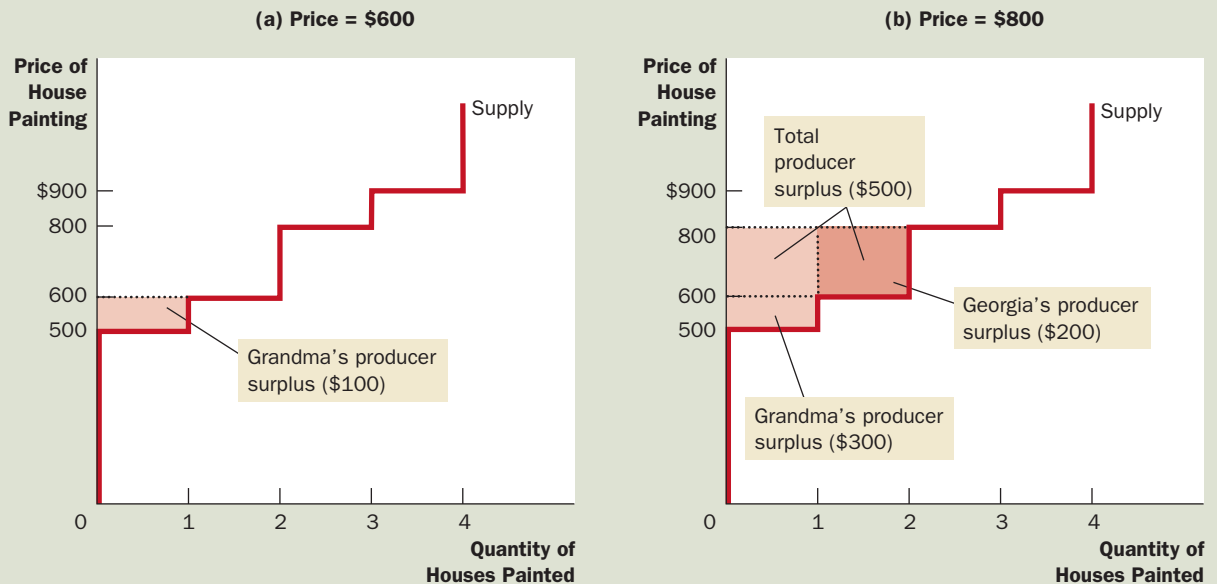 (a) Price = $600
Price of
House
Painting
Supply
$900
800
600
500
Grandma's producer
surplus ($100)
0
1
2
3
4
Quantity of
Houses Painted
(b) Price = $800
Price of
House
Painting
Supply
Total
producer
surplus ($500)
$900
800
600
500
Georgia's producer
surplus ($200)
Grandma's producer
surplus ($300)
0
1
2
3
4
Quantity of
Houses Painted